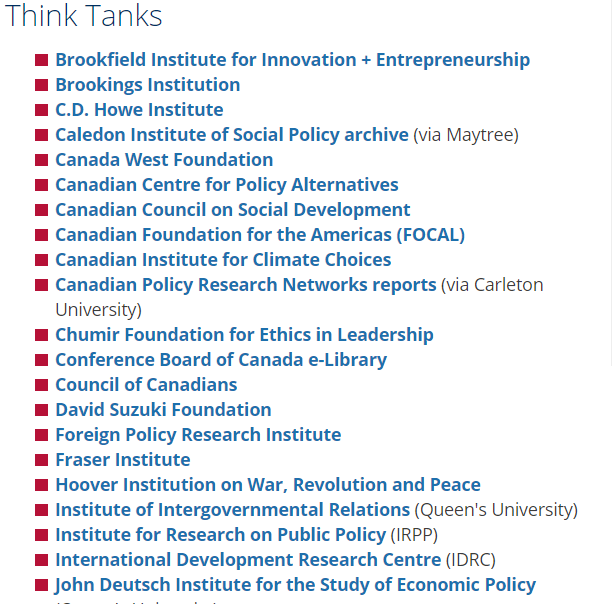 Think Tanks
Brookfield Institute for Innovation + Entrepreneurship
Brookings Institution
C.D. Howe Institute
Caledon Institute of Social Policy archive (via Maytree)
Canada West Foundation
Canadian Centre for Policy Alternatives
Canadian Council on Social Development
Canadian Foundation for the Americas (FOCAL)
Canadian Institute for Climate Choices
Canadian Policy Research Networks reports (via Carleton
University)
Chumir Foundation for Ethics in Leadership
Conference Board of Canada e-Library
Council of Canadians
David Suzuki Foundation
Foreign Policy Research Institute
Fraser Institute
Hoover Institution on War, Revolution and Peace
Institute of Intergovernmental Relations (Queen's University)
Institute for Research on Public Policy (IRPP)
International Development Research Centre (IDRC)
John Deutsch Institute for the Study of Economic Policy